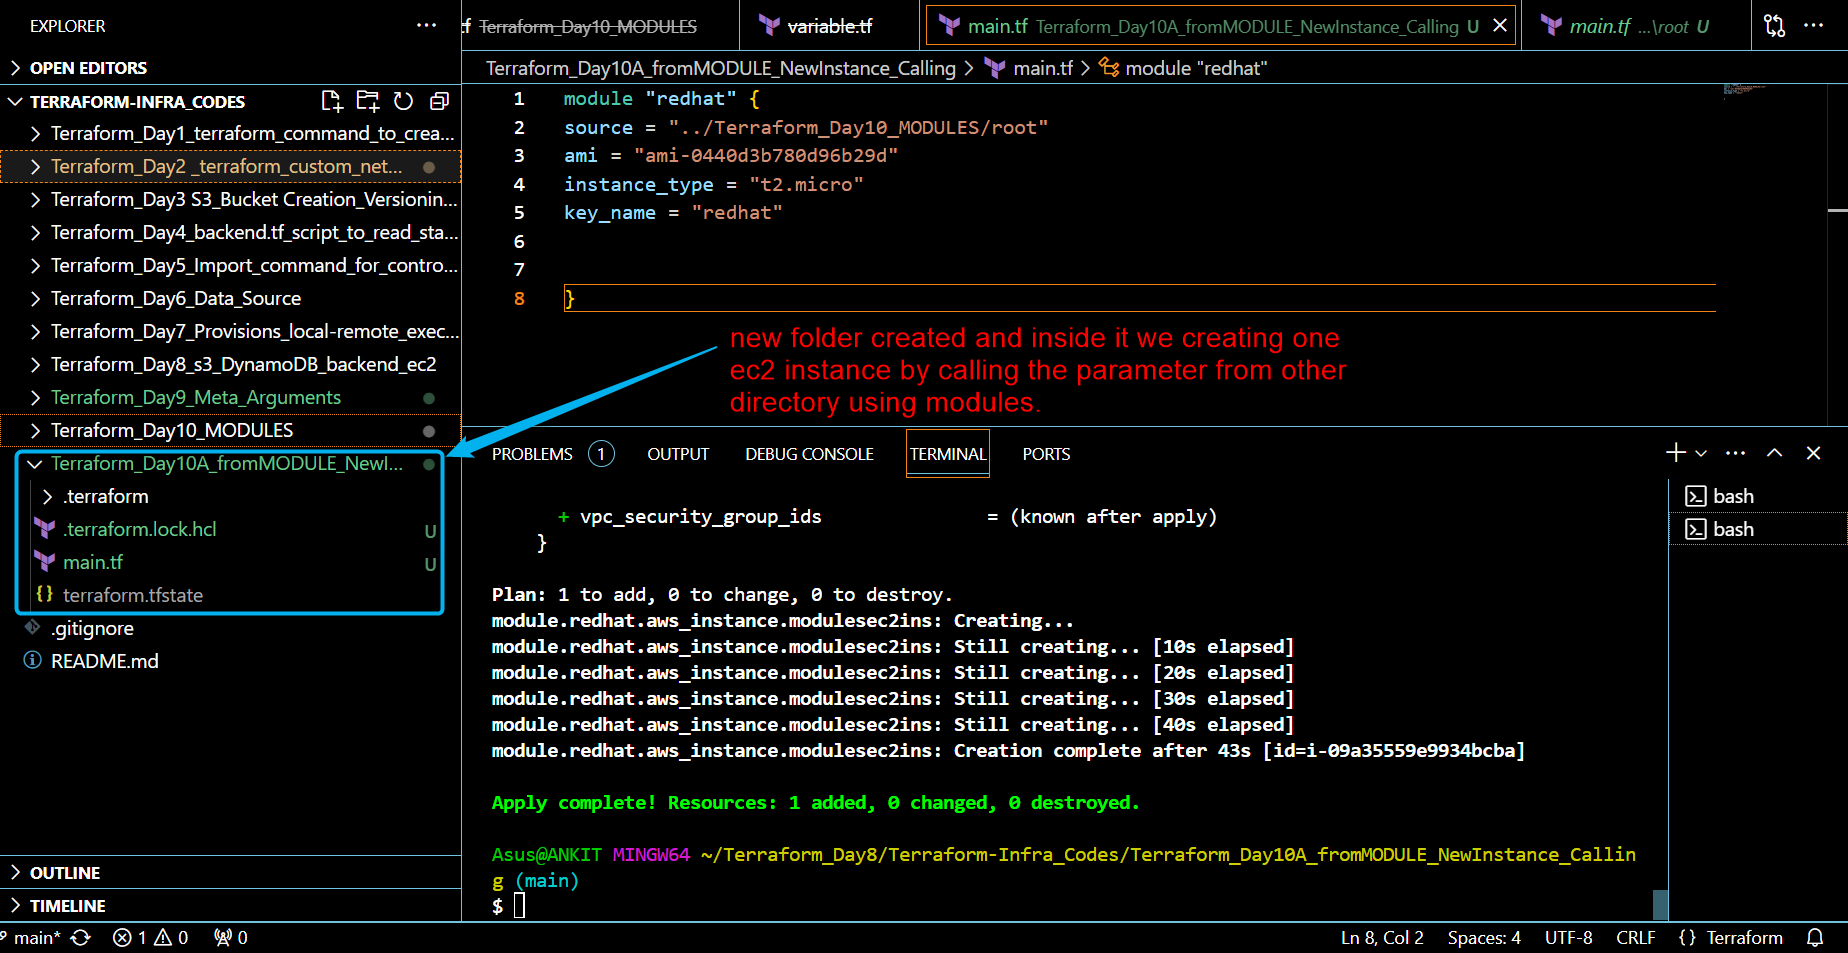 EXPLORER
···
tf Terraform_Day10_MODULES
variable.tf
main.tf Terraform_Day10A_fromMODULE_NewInstance_Calling U
main.tf ...\root U
OPEN EDITORS
Terraform_Day10A_fromMODULE_NewInstance_Calling > main.tf > module "redhat"
TERRAFORM-INFRA_CODES
Terraform_Day1_terraform_command_to_crea...
Terraform_Day2 _terraform_custom_net...
Terraform_Day3 S3_Bucket Creation_Versionin...
Terraform_Day4_backend.tf_script_to_read_sta...
Terraform_Day5_Import_command_for_contro...
Terraform_Day6_Data_Source
Terraform_Day7_Provisions_local-remote_exec...
Terraform_Day8_s3_DynamoDB_backend_ec2
Terraform_Day9_Meta_Arguments
Terraform_Day10_MODULES
Terraform_Day10A_fromMODULE_NewI...
.terraform
.terraform.lock.hcl U
main.tf U
{} terraform.tfstate
.gitignore
README.md
OUTLINE
TIMELINE
1 module "redhat" {
2 source = "../Terraform_Day10_MODULES/root"
3 ami = "ami-0440d3b780d96b29d"
4 instance_type = "t2.micro"
5 key_name = "redhat"
6
7
8 }
new folder created and inside it we creating one
ec2 instance by calling the parameter from other
directory using modules.
PROBLEMS 1 OUTPUT DEBUG CONSOLE TERMINAL PORTS
bash
bash
+ vpc_security_group_ids = (known after apply)
}
Plan: 1 to add, 0 to change, 0 to destroy.
module.redhat.aws_instance.modulesec2ins: Creating...
module.redhat.aws_instance.modulesec2ins: Still creating... [10s elapsed]
module.redhat.aws_instance.modulesec2ins: Still creating... [20s elapsed]
module.redhat.aws_instance.modulesec2ins: Still creating... [30s elapsed]
module.redhat.aws_instance.modulesec2ins: Still creating... [40s elapsed]
module.redhat.aws_instance.modulesec2ins: Creation complete after 43s [id=i-09a35559e9934bcba]
Apply complete! Resources: 1 added, 0 changed, 0 destroyed.
Asus@ANKIT MINGW64 ~/Terraform_Day8/Terraform-Infra_Codes/Terraform_Day10A_fromMODULE_NewInstance_Callin
g (main)
$
main* 1 0 0
Ln 8, Col 2 Spaces: 4 UTF-8 CRLF {} Terraform